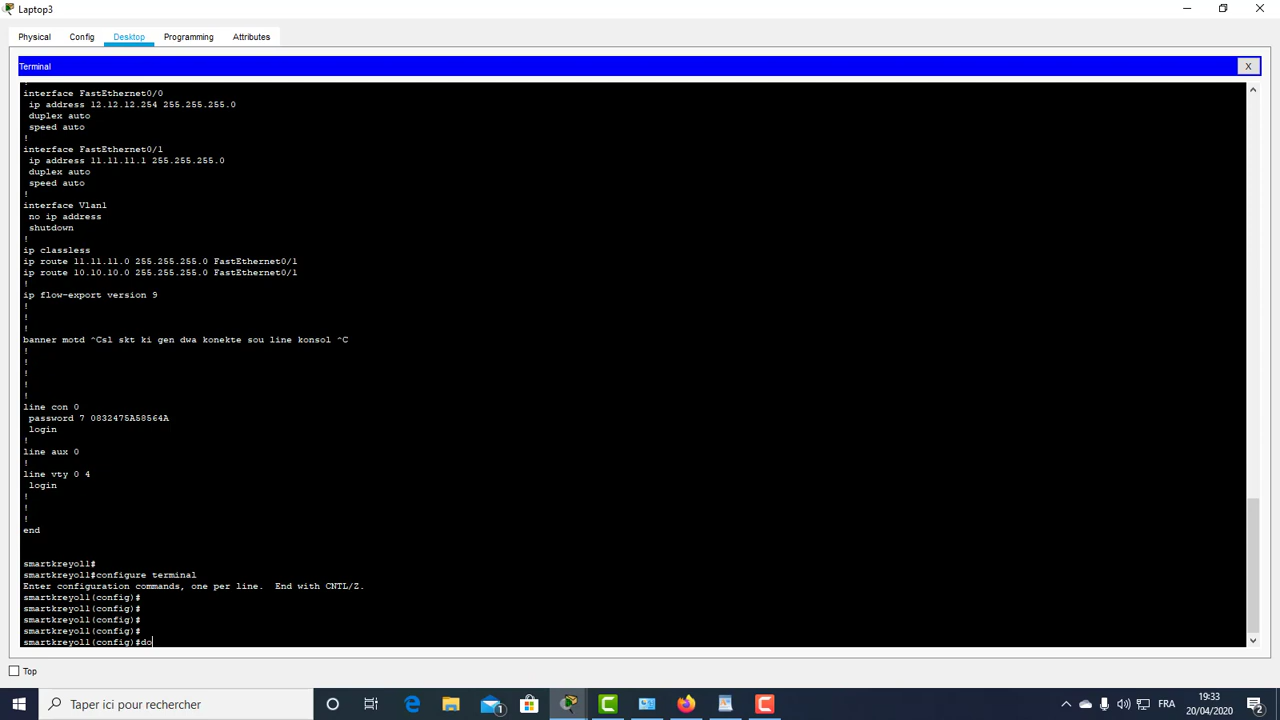 Laptop3
Physical Config Desktop Programming Attributes
Terminal X
!
interface FastEthernet0/0
ip address 12.12.12.254 255.255.255.0
duplex auto
speed auto
!
interface FastEthernet0/1
ip address 11.11.11.1 255.255.255.0
duplex auto
speed auto
!
interface Vlan1
no ip address
shutdown
!
ip classless
ip route 11.11.11.0 255.255.255.0 FastEthernet0/1
ip route 10.10.10.0 255.255.255.0 FastEthernet0/1
!
ip flow-export version 9
!
!
!
banner motd ^Csl skt ki gen dwa konekte sou line konsol ^C
!
!
!
!
!
line con 0
password 7 0832475A58564A
login
!
line aux 0
!
line vty 0 4
login
!
!
!
end
smartkreyoll#
smartkreyoll#configure terminal
Enter configuration commands, one per line. End with CNTL/Z.
smartkreyoll(config)#
smartkreyoll(config)#
smartkreyoll(config)#
smartkreyoll(config)#
smartkreyoll(config)#do
Top
Taper ici pour rechercher
1
FRA
19:33
20/04/2020
2